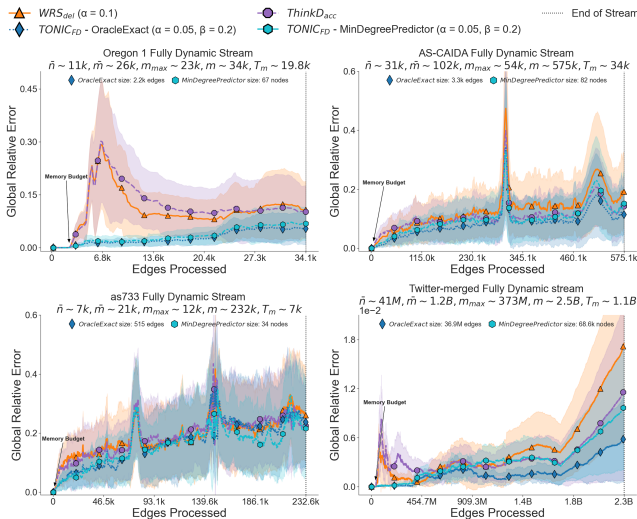 WRS_del (α = 0.1)
ThinkD_acc
End of Stream
TONIC_FD - OracleExact (α = 0.05, β = 0.2)
TONIC_FD - MinDegreePredictor (α = 0.05, β = 0.2)
Oregon 1 Fully Dynamic Stream
n̄ ~ 11k, m̄ ~ 26k, m_max ~ 23k, m ~ 34k, T_m ~ 19.8k
OracleExact size: 2.2k edges
MinDegreePredictor size: 67 nodes
Global Relative Error
0.45
0.30
0.15
0.00
Memory Budget
0
6.8k
13.6k
20.4k
27.3k
34.1k
Edges Processed
AS-CAIDA Fully Dynamic Stream
n̄ ~ 31k, m̄ ~ 102k, m_max ~ 54k, m ~ 575k, T_m ~ 34k
OracleExact size: 3.3k edges
MinDegreePredictor size: 82 nodes
Global Relative Error
0.6
0.4
0.2
0.0
Memory Budget
0
115.0k
230.1k
345.1k
460.1k
575.1k
Edges Processed
as733 Fully Dynamic Stream
n̄ ~ 7k, m̄ ~ 21k, m_max ~ 12k, m ~ 232k, T_m ~ 7k
OracleExact size: 515 edges
MinDegreePredictor size: 34 nodes
Global Relative Error
0.6
0.4
0.2
0.0
Memory Budget
0
46.5k
93.1k
139.6k
186.1k
232.6k
Edges Processed
Twitter-merged Fully Dynamic stream
n̄ ~ 41M, m̄ ~ 1.2B, m_max ~ 373M, m ~ 2.5B, T_m ~ 1.1B
1e−2
OracleExact size: 36.9M edges
MinDegreePredictor size: 68.6k nodes
Global Relative Error
1.8
1.2
0.6
0.0
Memory Budget
0
454.7M
909.3M
1.4B
1.8B
2.3B
Edges Processed